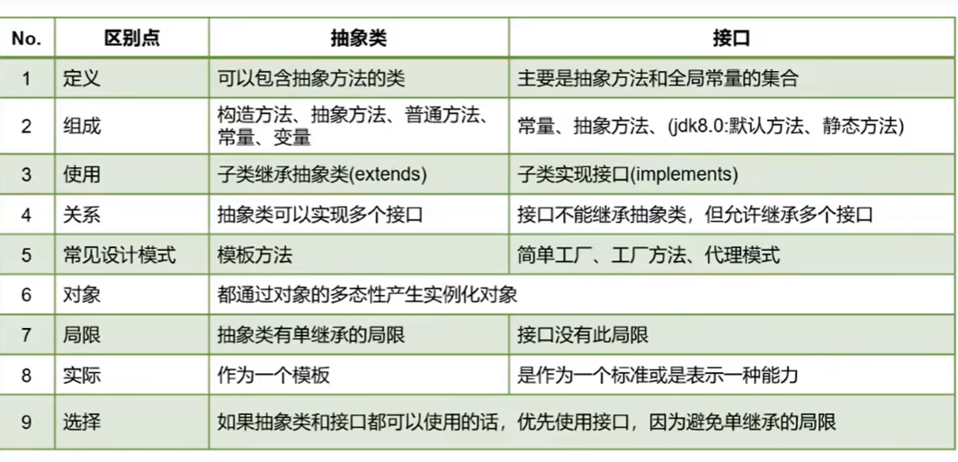 No. 区别点 抽象类 接口
1 定义 可以包含抽象方法的类 主要是抽象方法和全局常量的集合
2 组成 构造方法、抽象方法、普通方法、常量、变量 常量、抽象方法、(jdk8.0:默认方法、静态方法)
3 使用 子类继承抽象类(extends) 子类实现接口(implements)
4 关系 抽象类可以实现多个接口 接口不能继承抽象类，但允许继承多个接口
5 常见设计模式 模板方法 简单工厂、工厂方法、代理模式
6 对象 都通过对象的多态性产生实例化对象
7 局限 抽象类有单继承的局限 接口没有此局限
8 实际 作为一个模板 是作为一个标准或是表示一种能力
9 选择 如果抽象类和接口都可以使用的话，优先使用接口，因为避免单继承的局限